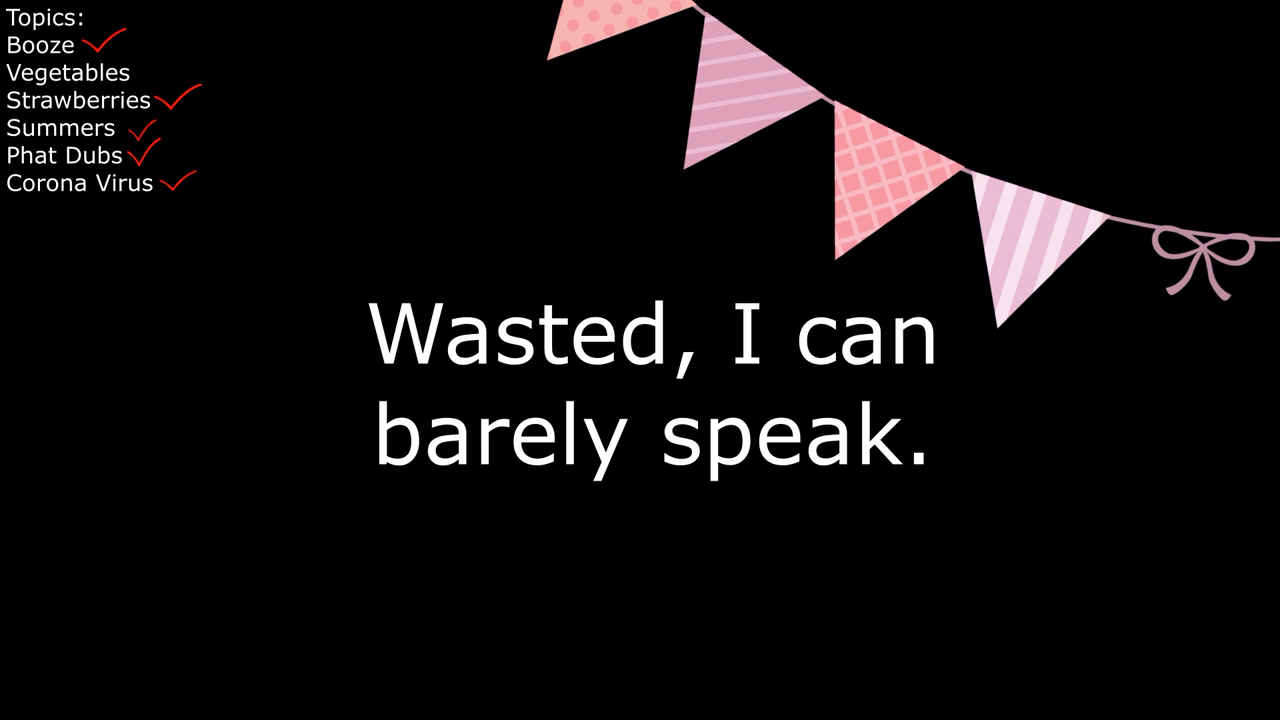 Topics:
Booze
Vegetables
Strawberries
Summers
Phat Dubs
Corona Virus
Wasted, I can
barely speak.